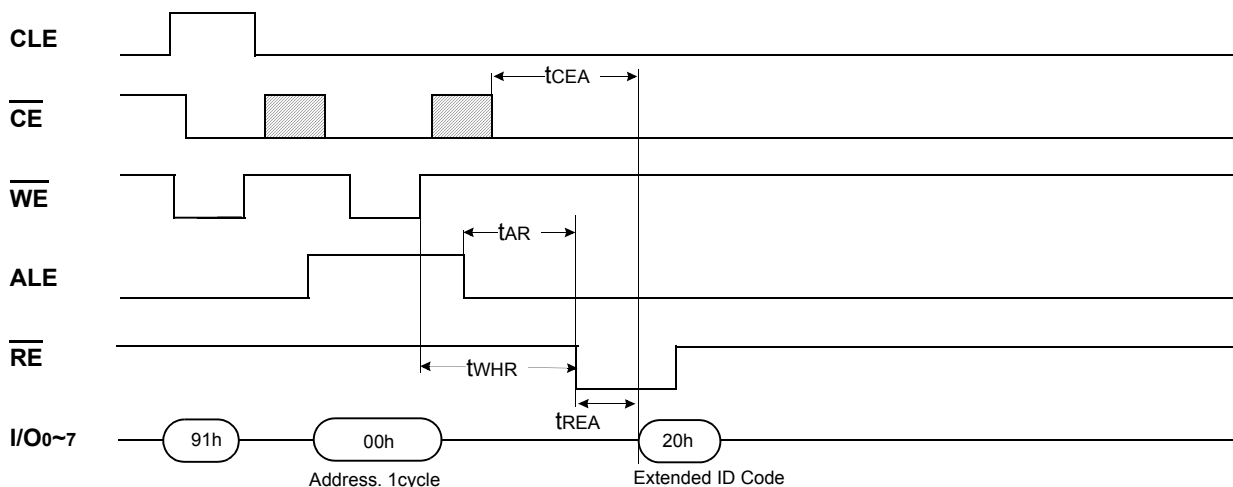 CLE
tCEA
CE
WE
tAR
ALE
RE
tWHR
tREA
I/O0~7
91h
00h
20h
Address. 1cycle
Extended ID Code